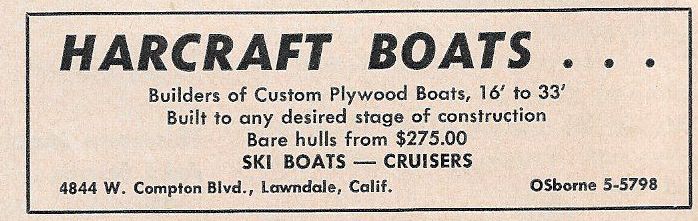 HARCRAFT BOATS . . .
Builders of Custom Plywood Boats, 16' to 33'
Built to any desired stage of construction
Bare hulls from $275.00
SKI BOATS — CRUISERS
4844 W. Compton Blvd., Lawndale, Calif. OSborne 5-5798